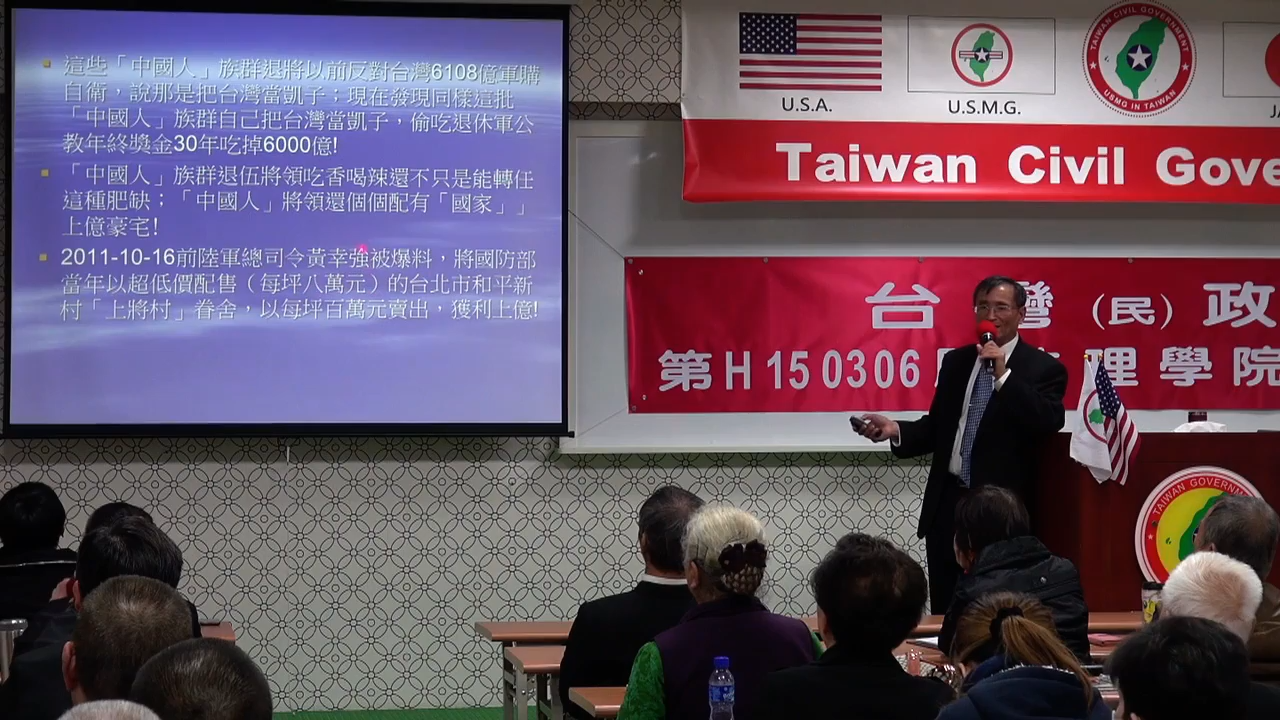 這些「中國人」族群退將以前反對台灣6108億軍購
自衛，說那是把台灣當凱子；現在發現同樣這批
「中國人」族群自己把台灣當凱子，偷吃退休軍公
教年終獎金30年吃掉6000億!
「中國人」族群退伍將領吃香喝辣還不只是能轉任
這種肥缺；「中國人」將領還個個配有「國家」」
上億豪宅!
2011-10-16前陸軍總司令黃幸強被爆料，將國防部
當年以超低價配售（每坪八萬元）的台北市和平新
村「上將村」眷舍，以每坪百萬元賣出，獲利上億!
U.S.A.
U.S.M.G.
TAIWAN CIVIL GOVERNMENT
USMG IN TAIWAN
Taiwan Civil Gove
台灣（民）政
第H150306 理學院
TAIWAN GOVERNM